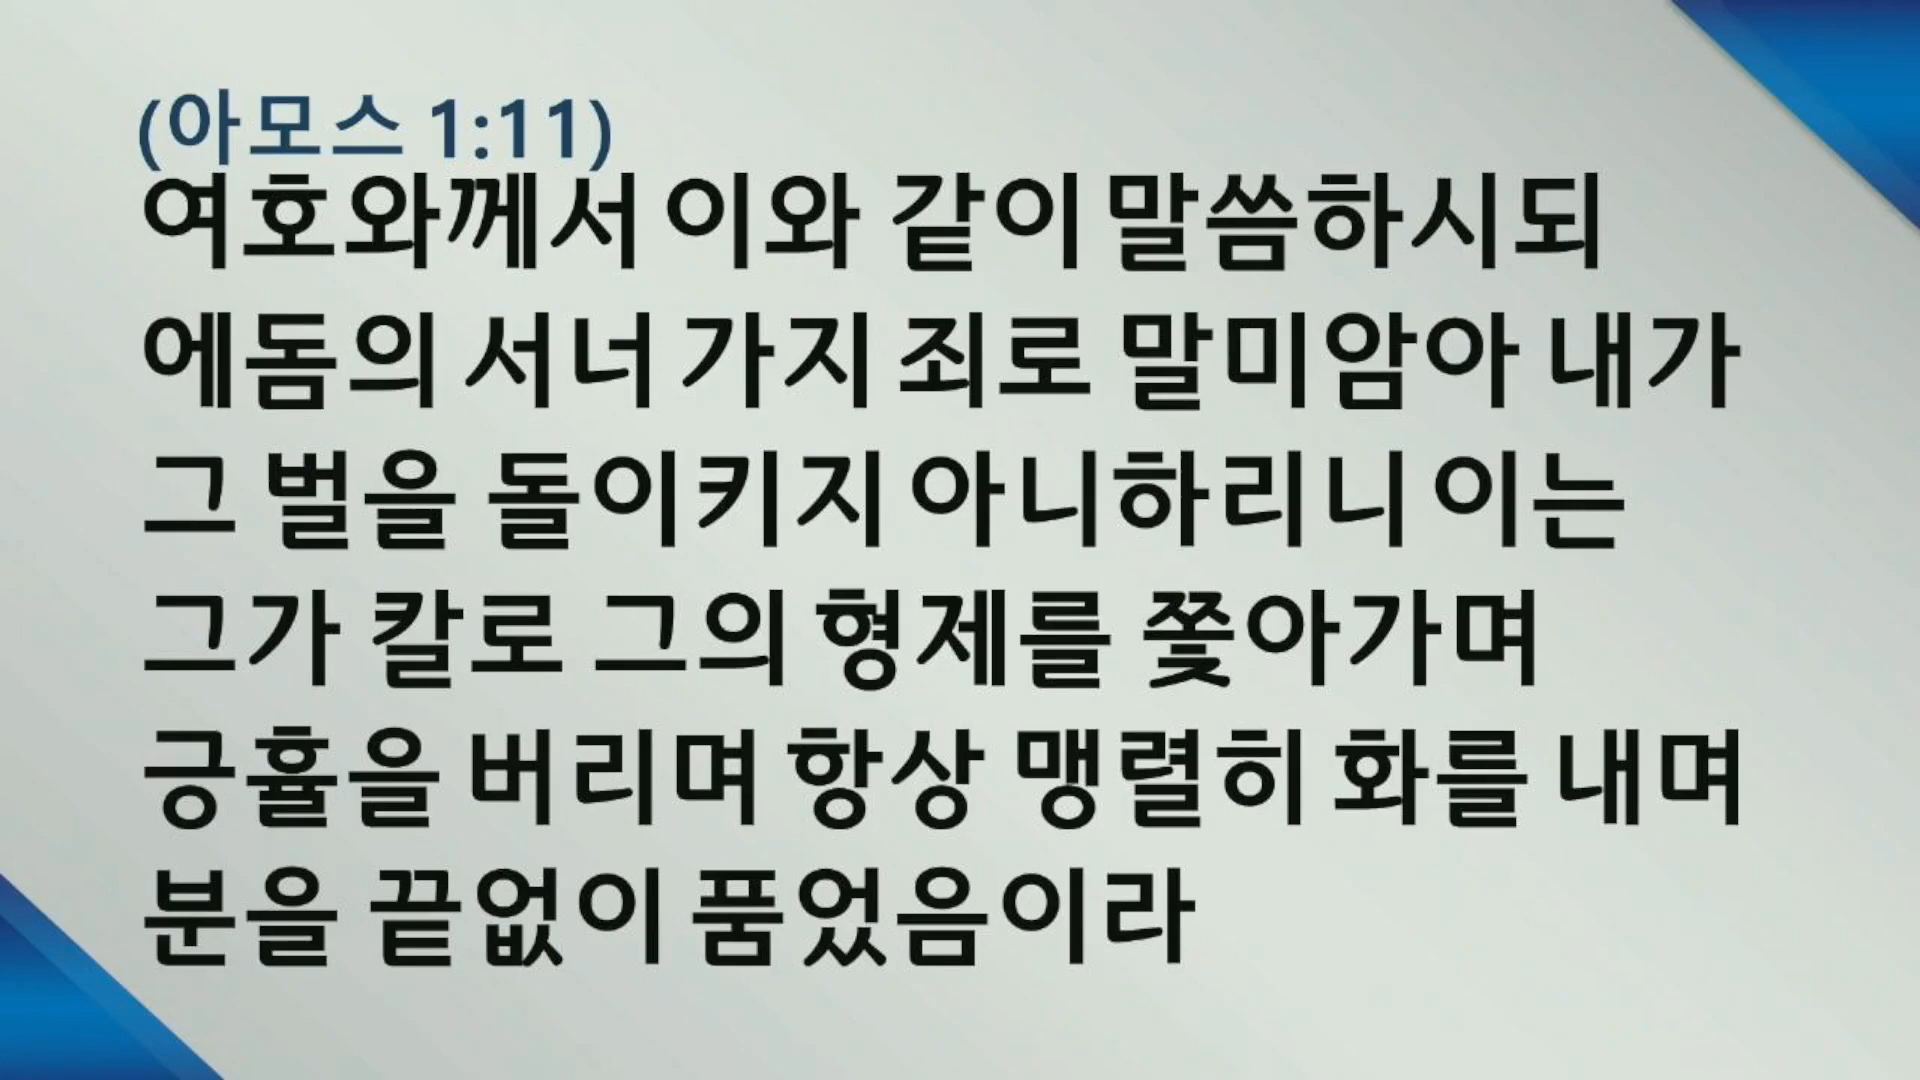 (아모스 1:11)
여호와께서 이와 같이 말씀하시되
에돔의 서너 가지 죄로 말미암아 내가
그 벌을 돌이키지 아니하리니 이는
그가 칼로 그의 형제를 쫓아가며
긍휼을 버리며 항상 맹렬히 화를 내며
분을 끝없이 품었음이라